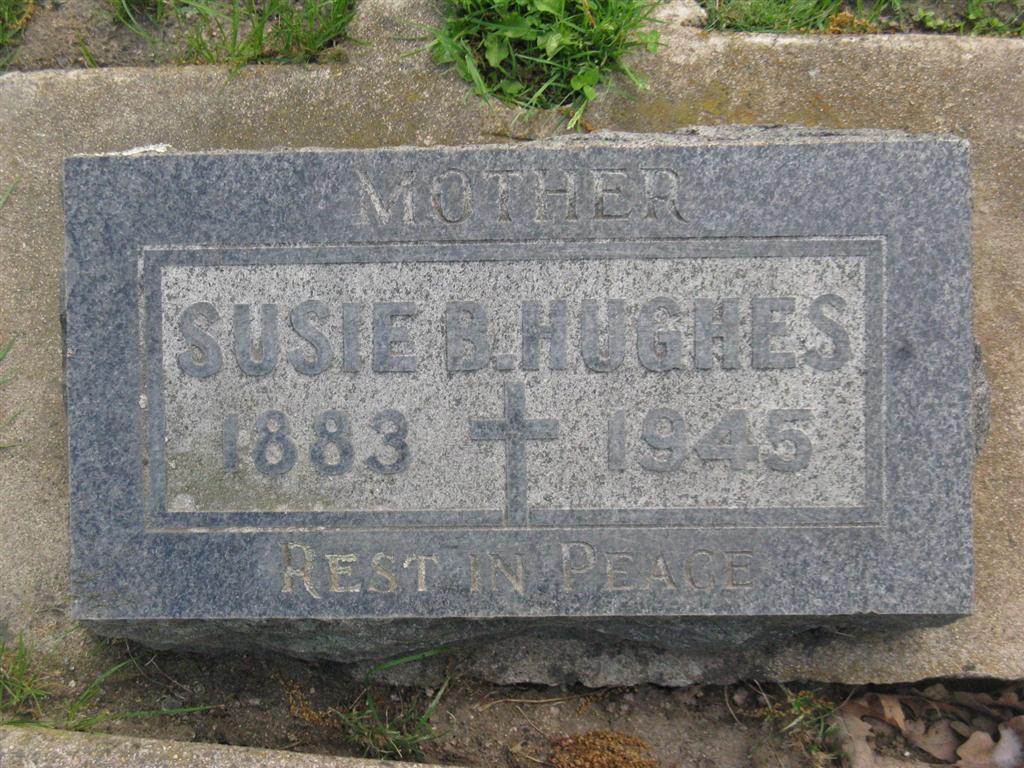 MOTHER
SUSIE B. HUGHES
1883 1945
REST IN PEACE